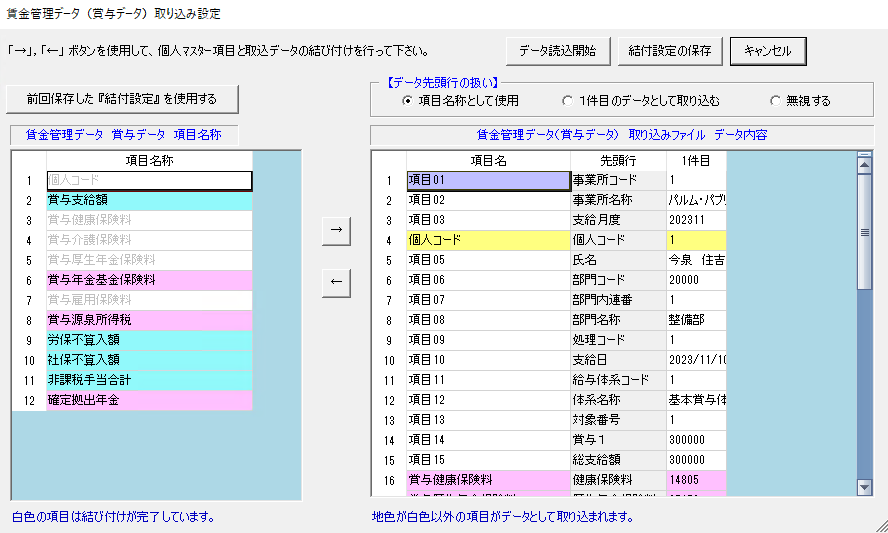 賃金管理データ（賞与データ）取り込み設定
「→」，「←」ボタンを使用して、個人マスター項目と取込データの結び付けを行って下さい。
データ読込開始 結付設定の保存 キャンセル
前回保存した『結付設定』を使用する
【データ先頭行の扱い】
項目名称として使用 1件目のデータとして取り込む 無視する
賃金管理データ 賞与データ 項目名称
項目名称
1 個人コード
2 賞与支給額
3 賞与健康保険料
4 賞与介護保険料
5 賞与厚生年金保険料
6 賞与年金基金保険料
7 賞与雇用保険料
8 賞与源泉所得税
9 労保不算入額
10 社保不算入額
11 非課税手当合計
12 確定拠出年金
白色の項目は結び付けが完了しています。
→
←
賃金管理データ（賞与データ） 取り込みファイル データ内容
項目名 先頭行 1件目
1 項目01 事業所コード 1
2 項目02 事業所名称 パルム・パブ
3 項目03 支給月度 202311
4 個人コード 個人コード 1
5 項目05 氏名 今泉 住吉
6 項目06 部門コード 20000
7 項目07 部門内連番 1
8 項目08 部門名称 整備部
9 項目09 処理コード 1
10 項目10 支給日 2023/11/10
11 項目11 給与体系コード 1
12 項目12 体系名称 基本賞与体
13 項目13 対象番号 1
14 項目14 賞与１ 300000
15 項目15 総支給額 300000
16 賞与健康保険料 健康保険料 14805
地色が白色以外の項目がデータとして取り込まれます。